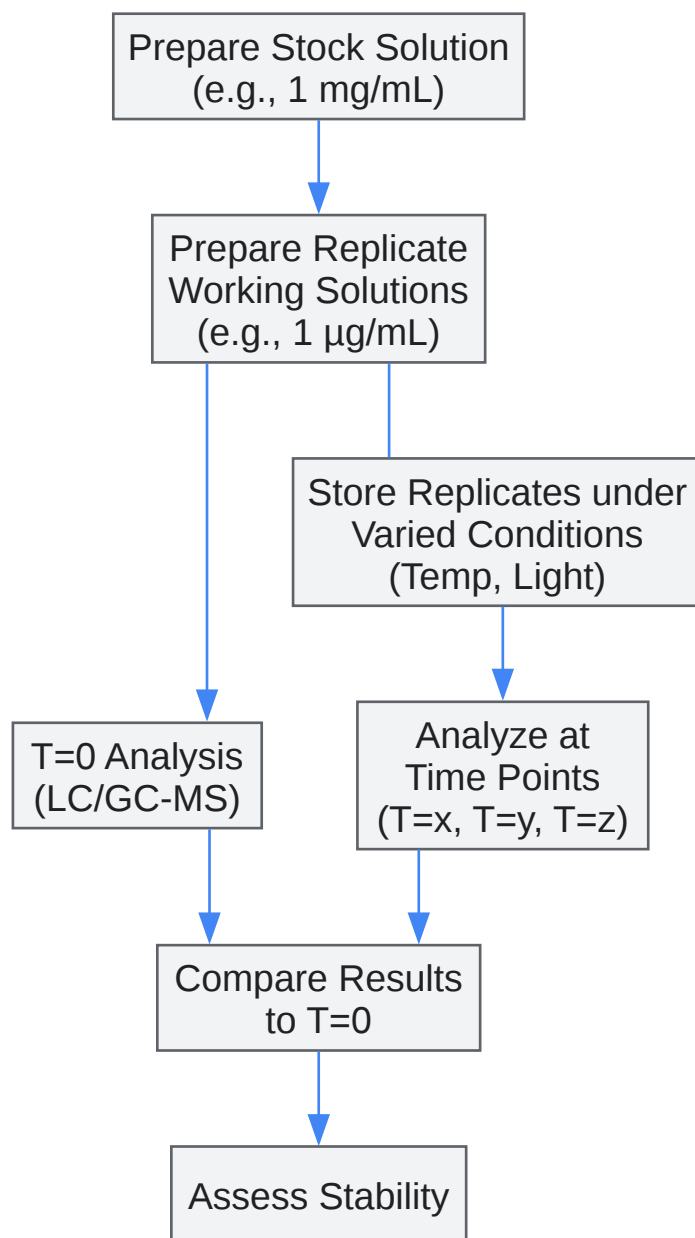 Prepare Stock Solution
(e.g., 1 mg/mL)
Prepare Replicate
Working Solutions
(e.g., 1 µg/mL)
Store Replicates under
Varied Conditions
(Temp, Light)
T=0 Analysis
(LC/GC-MS)
Analyze at
Time Points
(T=x, T=y, T=z)
Compare Results
to T=0
Assess Stability